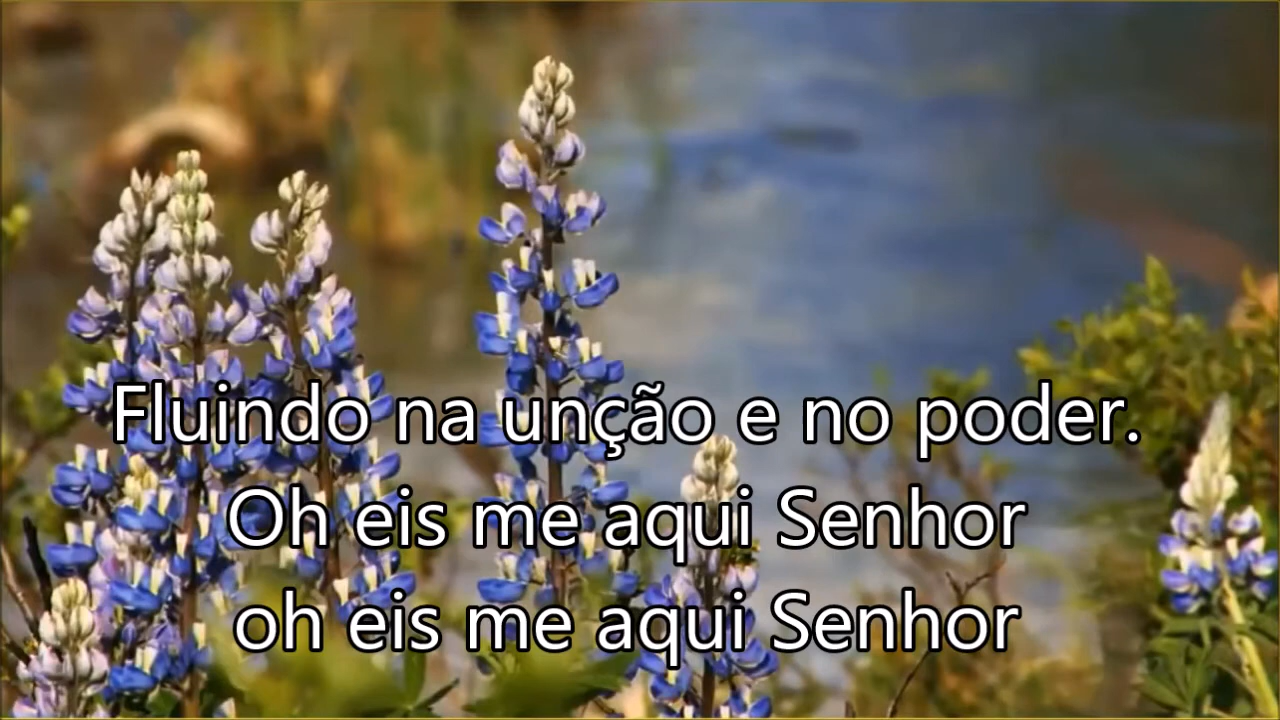 Fluindo na unção e no poder.
Oh eis me aqui Senhor
oh eis me aqui Senhor